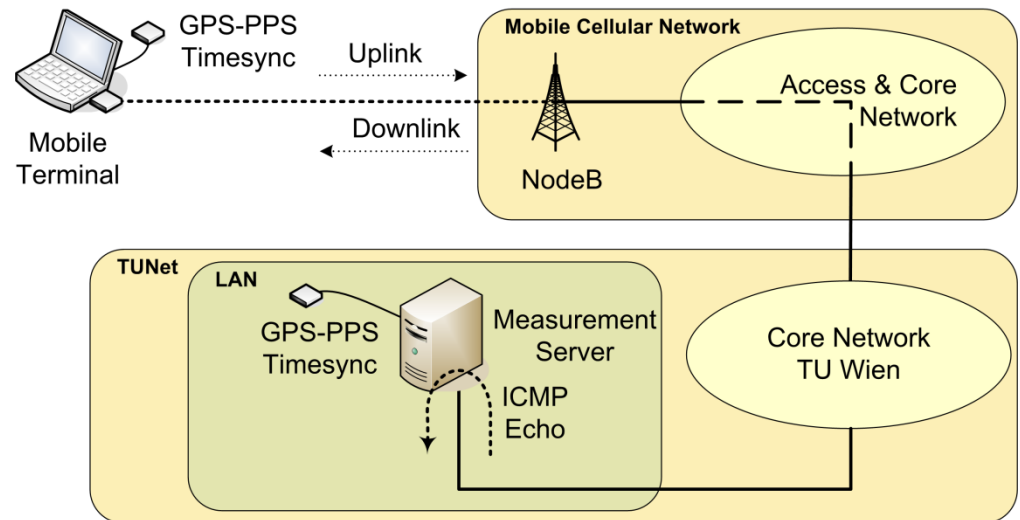 GPS-PPS
Timesync
Uplink
Downlink
Mobile
Terminal
Mobile Cellular Network
NodeB
Access & Core
Network
TUNet
LAN
GPS-PPS
Timesync
Measurement
Server
ICMP
Echo
Core Network
TU Wien